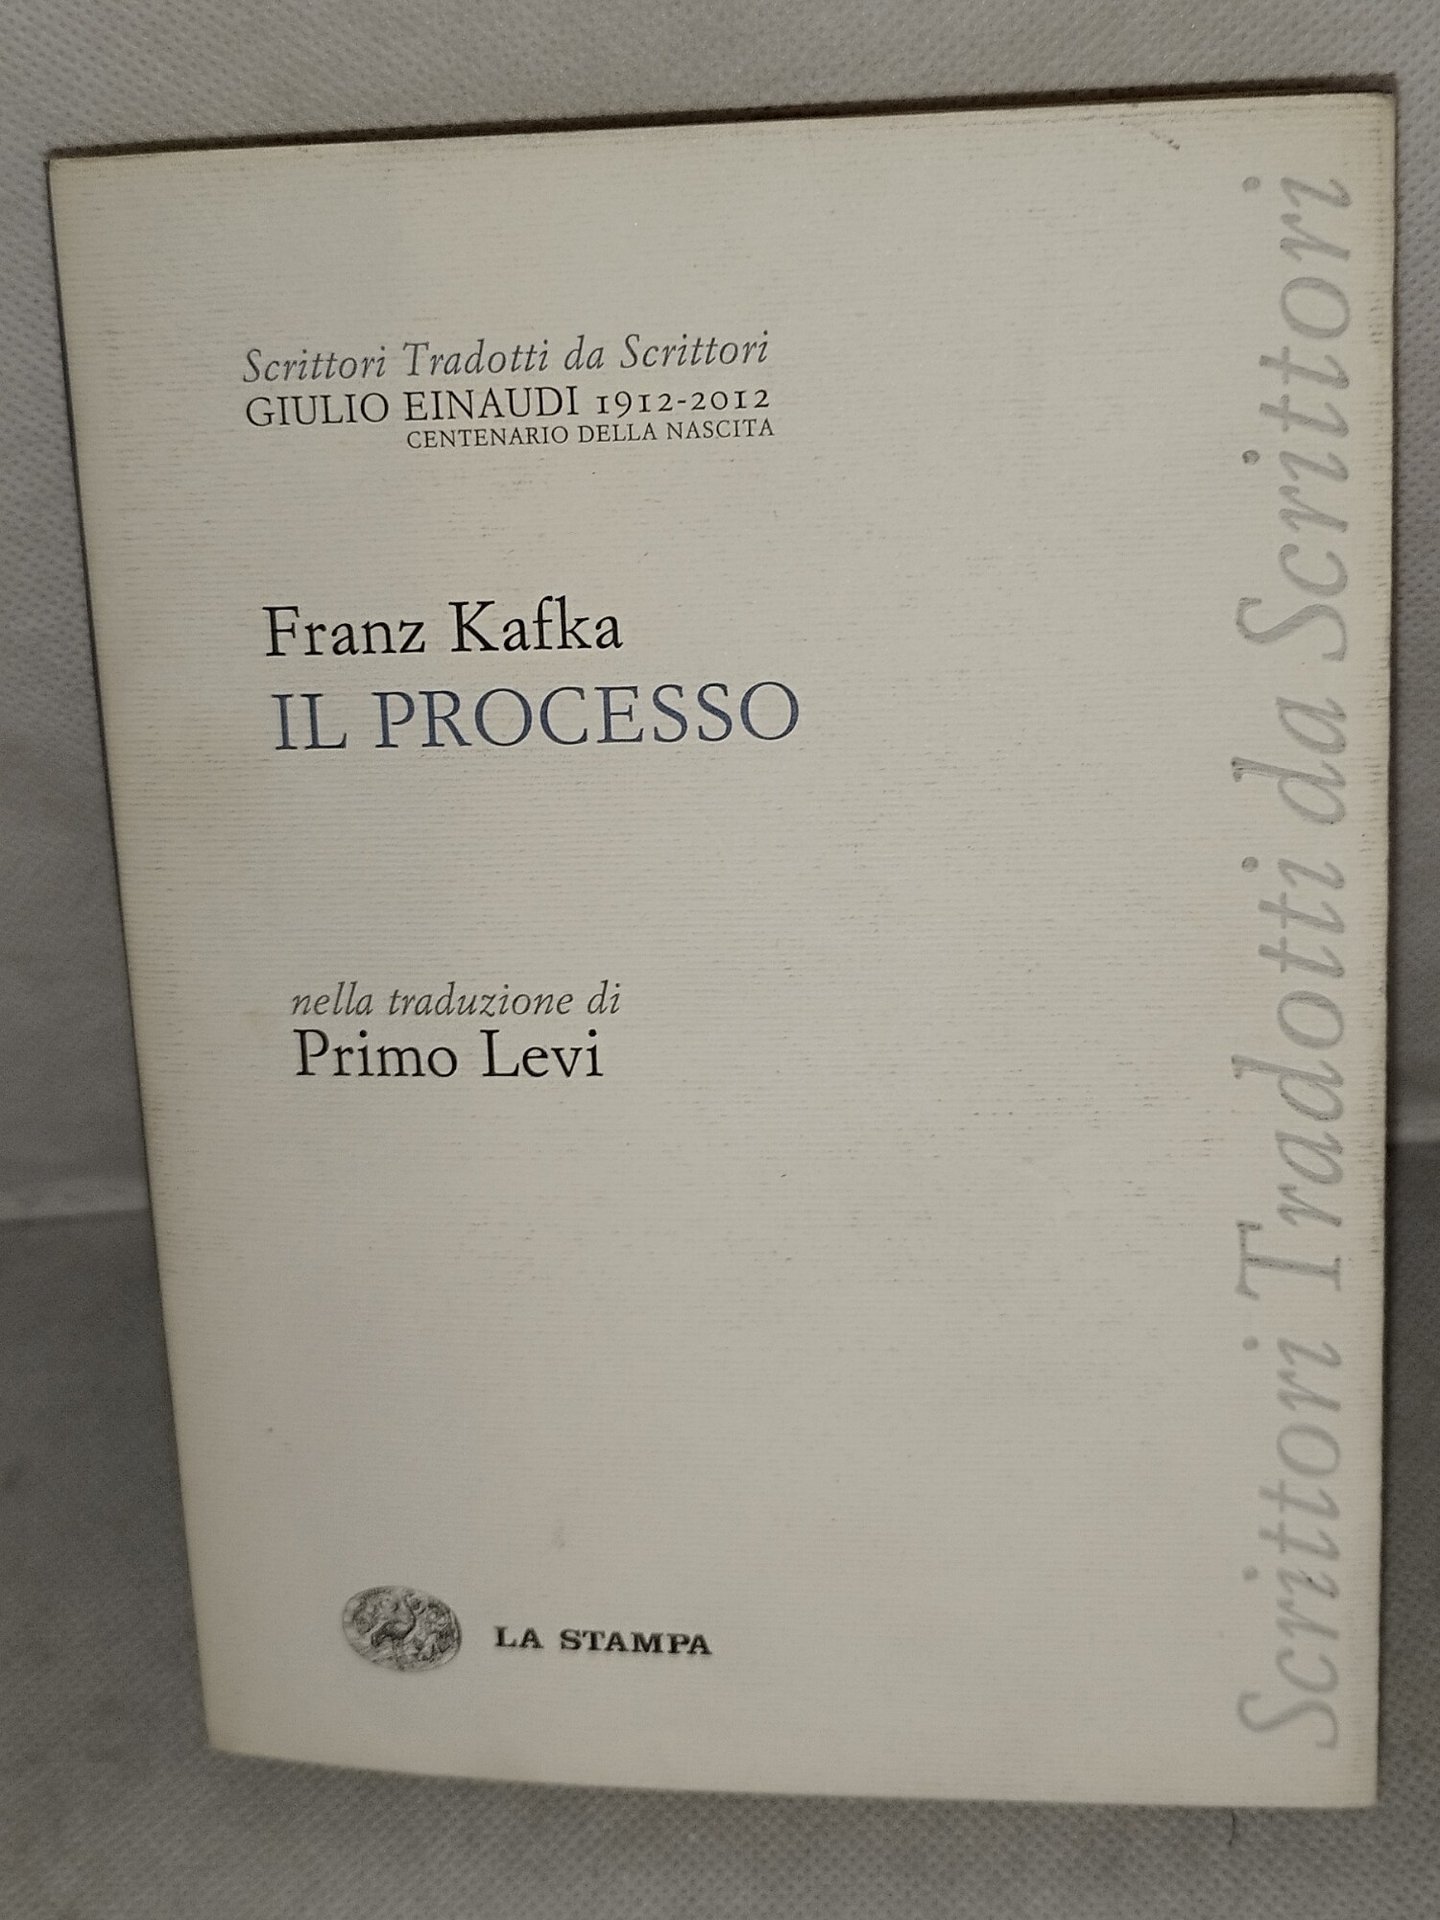 Scrittori Tradotti da Scrittori
GIULIO EINAUDI 1912-2012
CENTENARIO DELLA NASCITA
Franz Kafka
IL PROCESSO
nella traduzione di
Primo Levi
LA STAMPA
Scrittori Tradotti da Scrittori